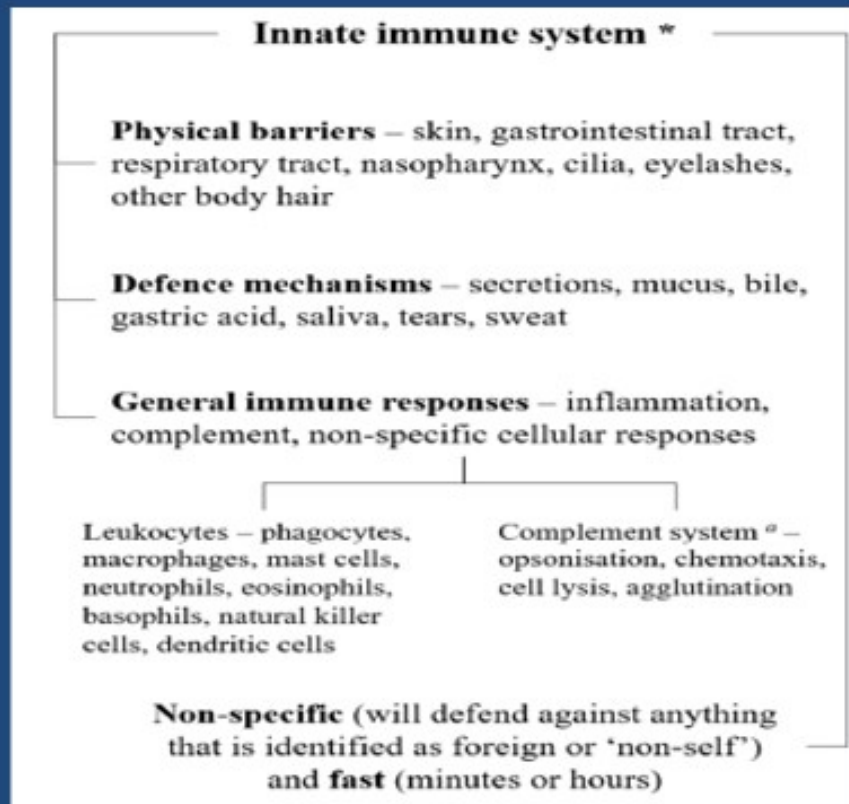 Innate immune system *
Physical barriers – skin, gastrointestinal tract,
respiratory tract, nasopharynx, cilia, eyelashes,
other body hair
Defence mechanisms – secretions, mucus, bile,
gastric acid, saliva, tears, sweat
General immune responses – inflammation,
complement, non-specific cellular responses
Leukocytes – phagocytes,
macrophages, mast cells,
neutrophils, eosinophils,
basophils, natural killer
cells, dendritic cells
Complement system a –
opsonisation, chemotaxis,
cell lysis, agglutination
Non-specific (will defend against anything
that is identified as foreign or ‘non-self’)
and fast (minutes or hours)